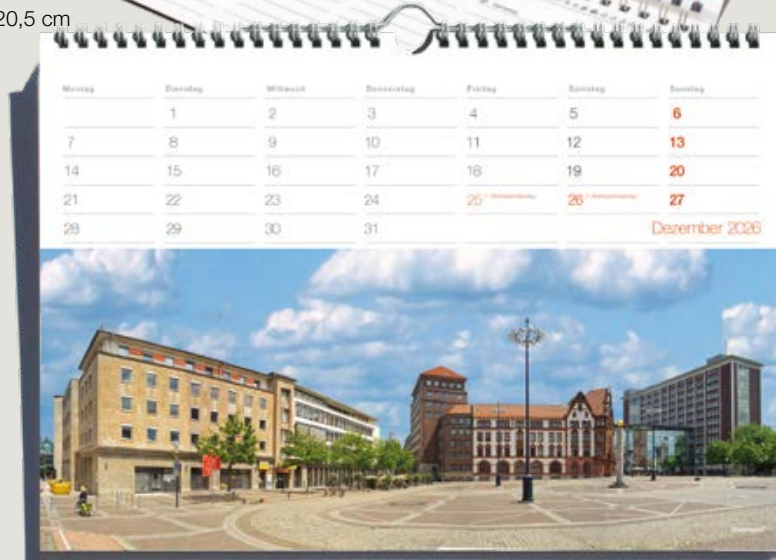 20,5 cm
Montag Dienstag Mittwoch Donnerstag Freitag Samstag Sonntag
1 2 3 4 5 6
7 8 9 10 11 12 13
14 15 16 17 18 19 20
21 22 23 24 25 26 27
28 29 30 31 Dezember 2026